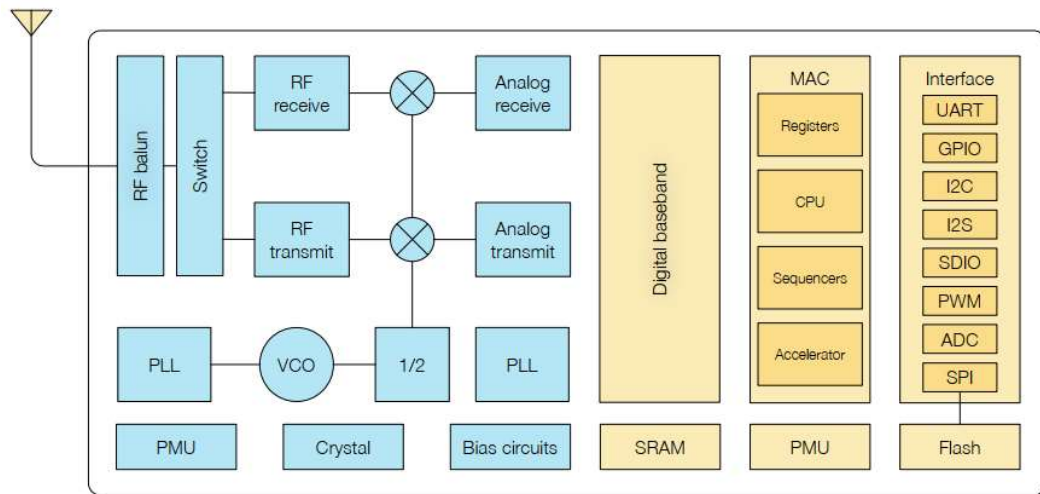 RF balun
Switch
RF
receive
Analog
receive
RF
transmit
Analog
transmit
PLL
VCO
1/2
PLL
PMU
Crystal
Bias circuits
Digital baseband
SRAM
MAC
Registers
CPU
Sequencers
Accelerator
PMU
Interface
UART
GPIO
I2C
I2S
SDIO
PWM
ADC
SPI
Flash